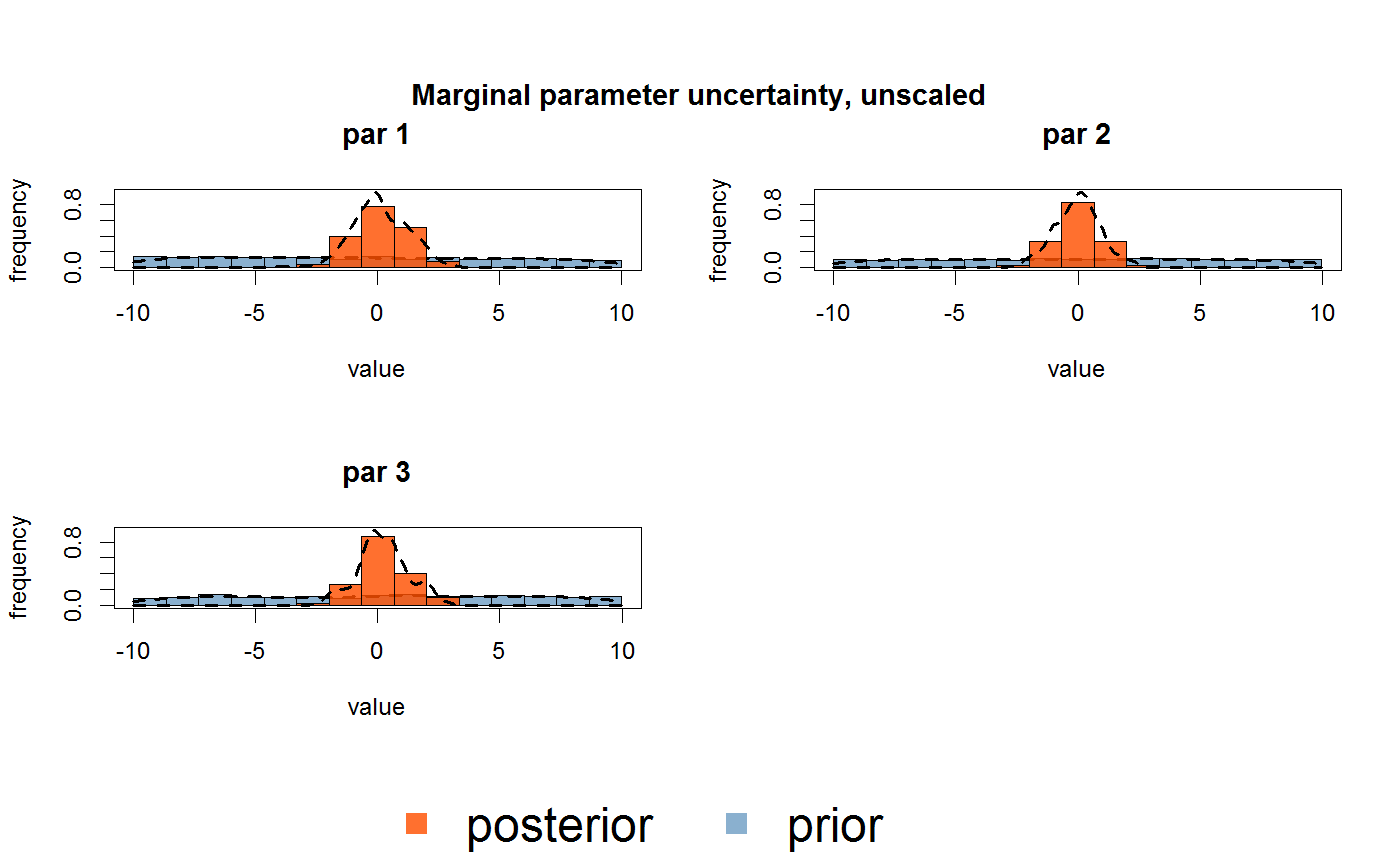 Marginal parameter uncertainty, unscaled
par 1
frequency
0.0 0.8
-10 -5 0 5 10
value
par 2
frequency
0.0 0.8
-10 -5 0 5 10
value
par 3
frequency
0.0 0.8
-10 -5 0 5 10
value
posterior prior